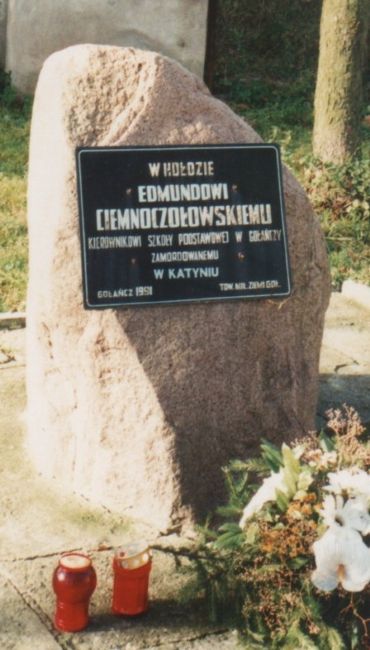 W HOŁDZIE
EDMUNDOWI
CIEMNOCZOŁOWSKIEMU
KIEROWNIKOWI SZKOŁY PODSTAWOWEJ W GOŁAŃCZY
ZAMORDOWANEMU
W KATYNIU
GOŁAŃCZ 1991 TOW. MIŁ. ZIEMI GOŁ.